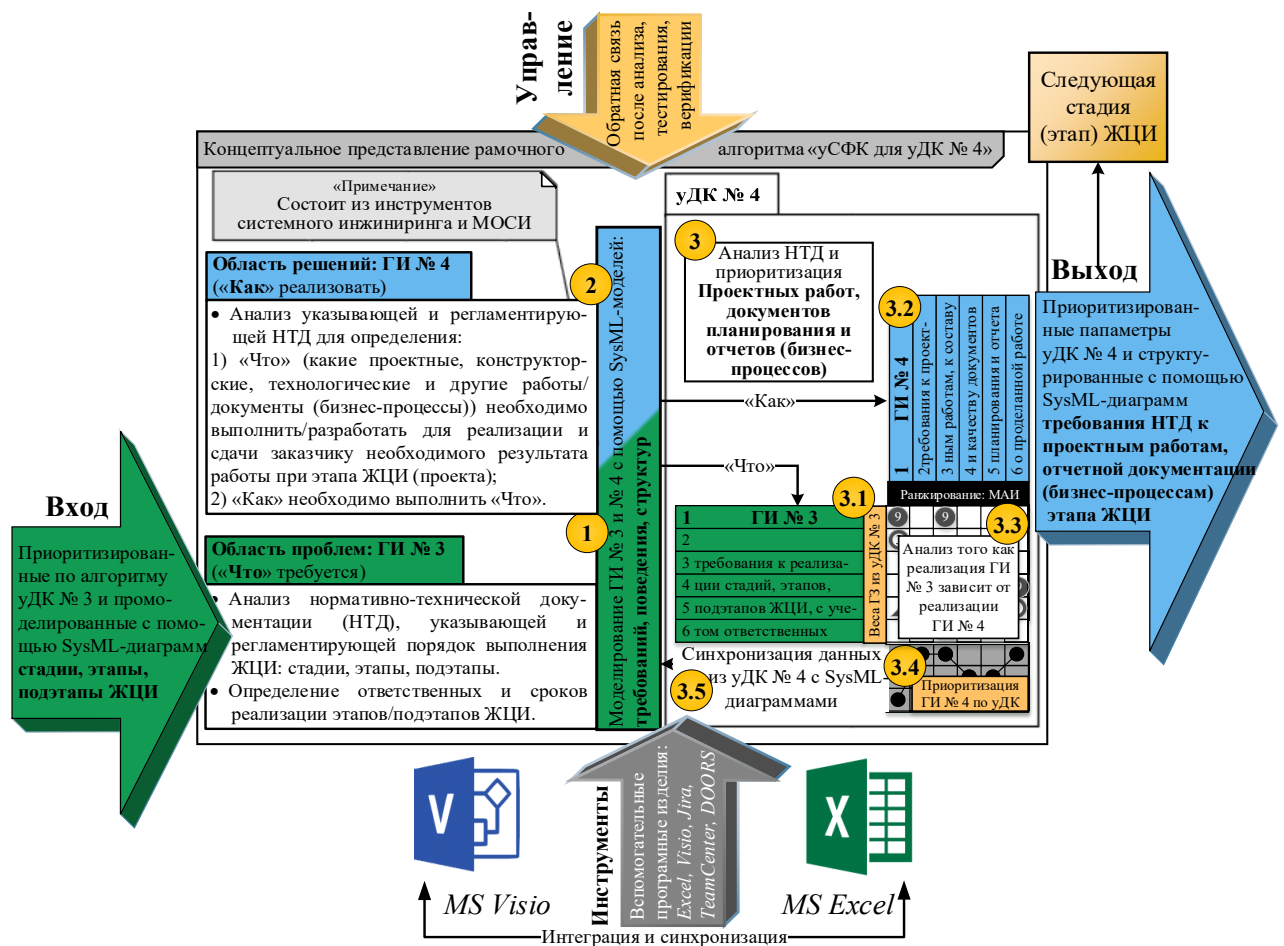 Управ-
ление
Обратная связь
после анализа,
тестирования,
верификации
Следующая
стадия
(этап) ЖЦИ
Концептуальное представление рамочного
алгоритма «уСФК для уДК № 4»
«Примечание»
Состоит из инструментов
системного инжиниринга и МОСИ
Область решений: ГИ № 4
(«Как» реализовать)
2
• Анализ указывающей и регламентирую-
щей НТД для определения:
1) «Что» (какие проектные, конструктор-
ские, технологические и другие работы/
документы (бизнес-процессы)) необходимо
выполнить/разработать для реализации и
сдачи заказчику необходимого результата
работы при этапа ЖЦИ (проекта);
2) «Как» необходимо выполнить «Что».
1
Область проблем: ГИ № 3
(«Что» требуется)
• Анализ нормативно-технической доку-
ментации (НТД), указывающей и
регламентирующей порядок выполнения
ЖЦИ: стадии, этапы, подэтапы.
• Определение ответственных и сроков
реализации этапов/подэтапов ЖЦИ.
Моделирование ГИ № 3 и № 4 с помощью SysML-моделей:
требований, поведения, структур
уДК № 4
3
Анализ НТД и
приоритизация
Проектных работ,
документов
планирования и
отчетов (бизнес-
процессов)
«Как»
«Что»
3.2
1 ГИ № 4
2 требования к проект-
3 ным работам, к составу
4 и качеству документов
5 планирования и отчета
6 о проделанной работе
Ранжирование: МАИ
3.1
1 ГИ № 3
2
3 требования к реализа-
4 ции стадий, этапов,
5 подэтапов ЖЦИ, с уче-
6 том ответственных
Веса ГЗ из уДК № 3
9
9
3.3
Анализ того как
реализация ГИ
№ 3 зависит от
реализации
ГИ № 4
3.4
Приоритизация
ГИ № 4 по уДК
3.5
Синхронизация данных
из уДК № 4 с SysML-
диаграммами
Вход
Приоритизирован-
ные по алгоритму
уДК № 3 и промо-
делированные с помо-
щью SysML-диаграмм
стадии, этапы,
подэтапы ЖЦИ
Выход
Приоритизирован-
ные папаметры
уДК № 4 и структу-
рированные с помощью
SysML-диаграмм
требования НТД к
проектным работам,
отчетной документации
(бизнес-процессам)
этапа ЖЦИ
Инструменты
Вспомогательные
програмные изделия:
Excel, Visio, Jira,
TeamCenter, DOORS
V
MS Visio
X
MS Excel
Интеграция и синхронизация